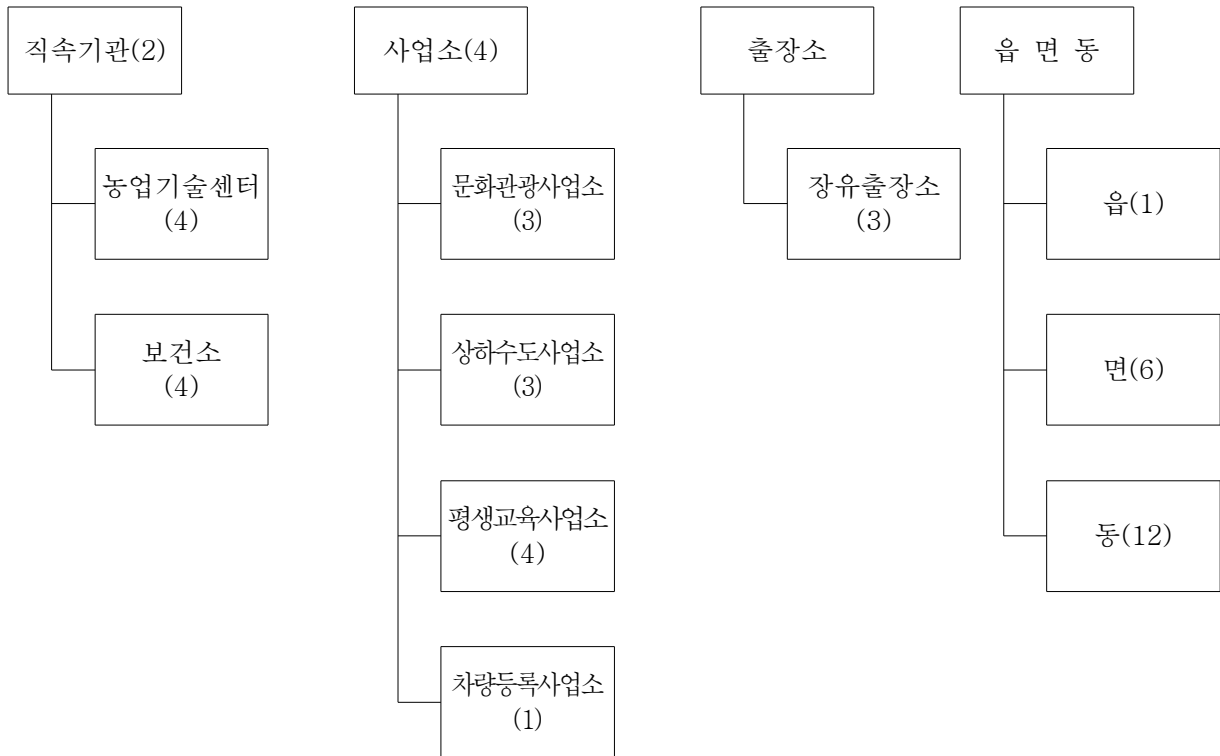 직속기관(2)
농업기술센터
(4)
보건소
(4)
사업소(4)
문화관광사업소
(3)
상하수도사업소
(3)
평생교육사업소
(4)
차량등록사업소
(1)
출장소
장유출장소
(3)
읍 면 동
읍(1)
면(6)
동(12)